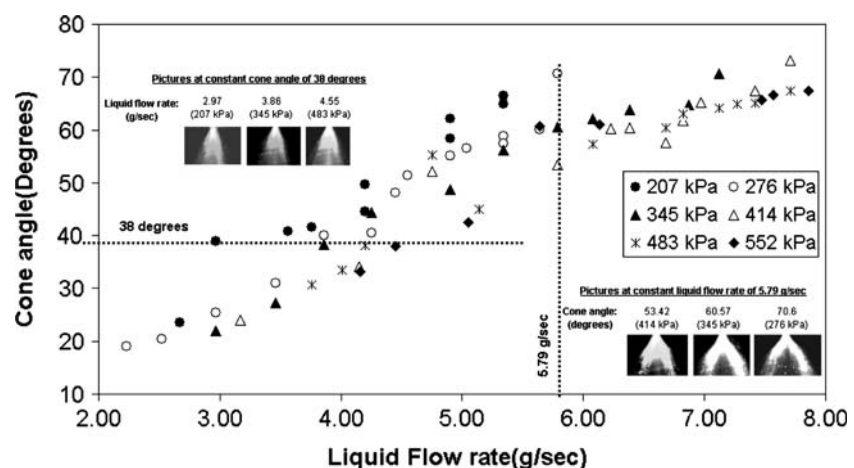 80
70
60
50
40
30
20
10
Cone angle(Degrees)
Pictures at constant cone angle of 38 degrees
Liquid flow rate: 2.97 3.86 4.55
(g/sec) (207 kPa) (345 kPa) (483 kPa)
38 degrees
207 kPa 276 kPa
345 kPa 414 kPa
483 kPa 552 kPa
5.79 g/sec
Pictures at constant liquid flow rate of 5.79 g/sec
Cone angle: 53.42 60.57 70.6
(degrees) (414 kPa) (345 kPa) (276 kPa)
2.00 3.00 4.00 5.00 6.00 7.00 8.00
Liquid Flow rate(g/sec)